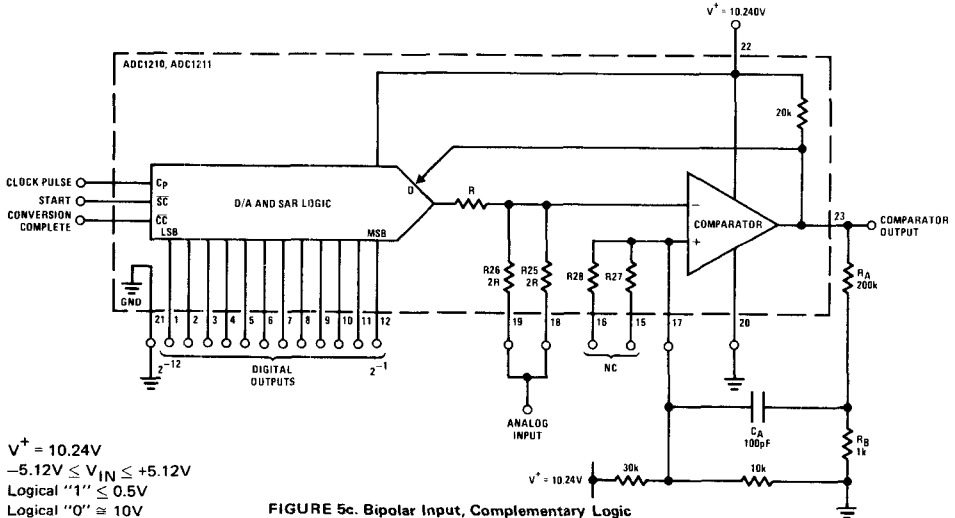 V+ = 10.240V
22
ADC1210, ADC1211
20k
CLOCK PULSE
CP
START
SC
CONVERSION
COMPLETE
CC
D/A AND SAR LOGIC
D
R
LSB
MSB
COMPARATOR
−
+
23
COMPARATOR
OUTPUT
RA
200k
R26
2R
R25
2R
R28
R27
GND
21 1 2 3 4 5 6 7 8 9 10 11 12
19 18 16 15 17 20
2-12
DIGITAL
OUTPUTS
2-1
NC
ANALOG
INPUT
CA
100pF
RB
1k
V+ = 10.24V
30k
10k
V+ = 10.24V
−5.12V ≤ VIN ≤ +5.12V
Logical "1" ≤ 0.5V
Logical "0" ≅ 10V
FIGURE 5c. Bipolar Input, Complementary Logic